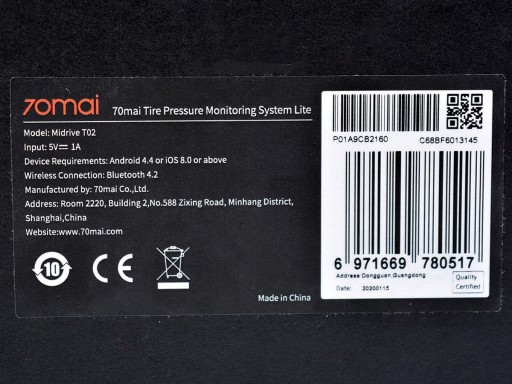 70mai 70mai Tire Pressure Monitoring System Lite
Model: Midrive T02
Input: 5V⎓ 1A
Device Requirements: Android 4.4 or iOS 8.0 or above
Wireless Connection: Bluetooth 4.2
Manufactured by: 70mai Co.,Ltd.
Address: Room 2220, Building 2,No.588 Zixing Road, Minhang District,
Shanghai,China
Website:www.70mai.com
10
CE
Made in China
P01A9CB2160 C68BF6013145
6 971669 780517
Address Dongguan Guangdong
Date: 20200115
Quality
Certified